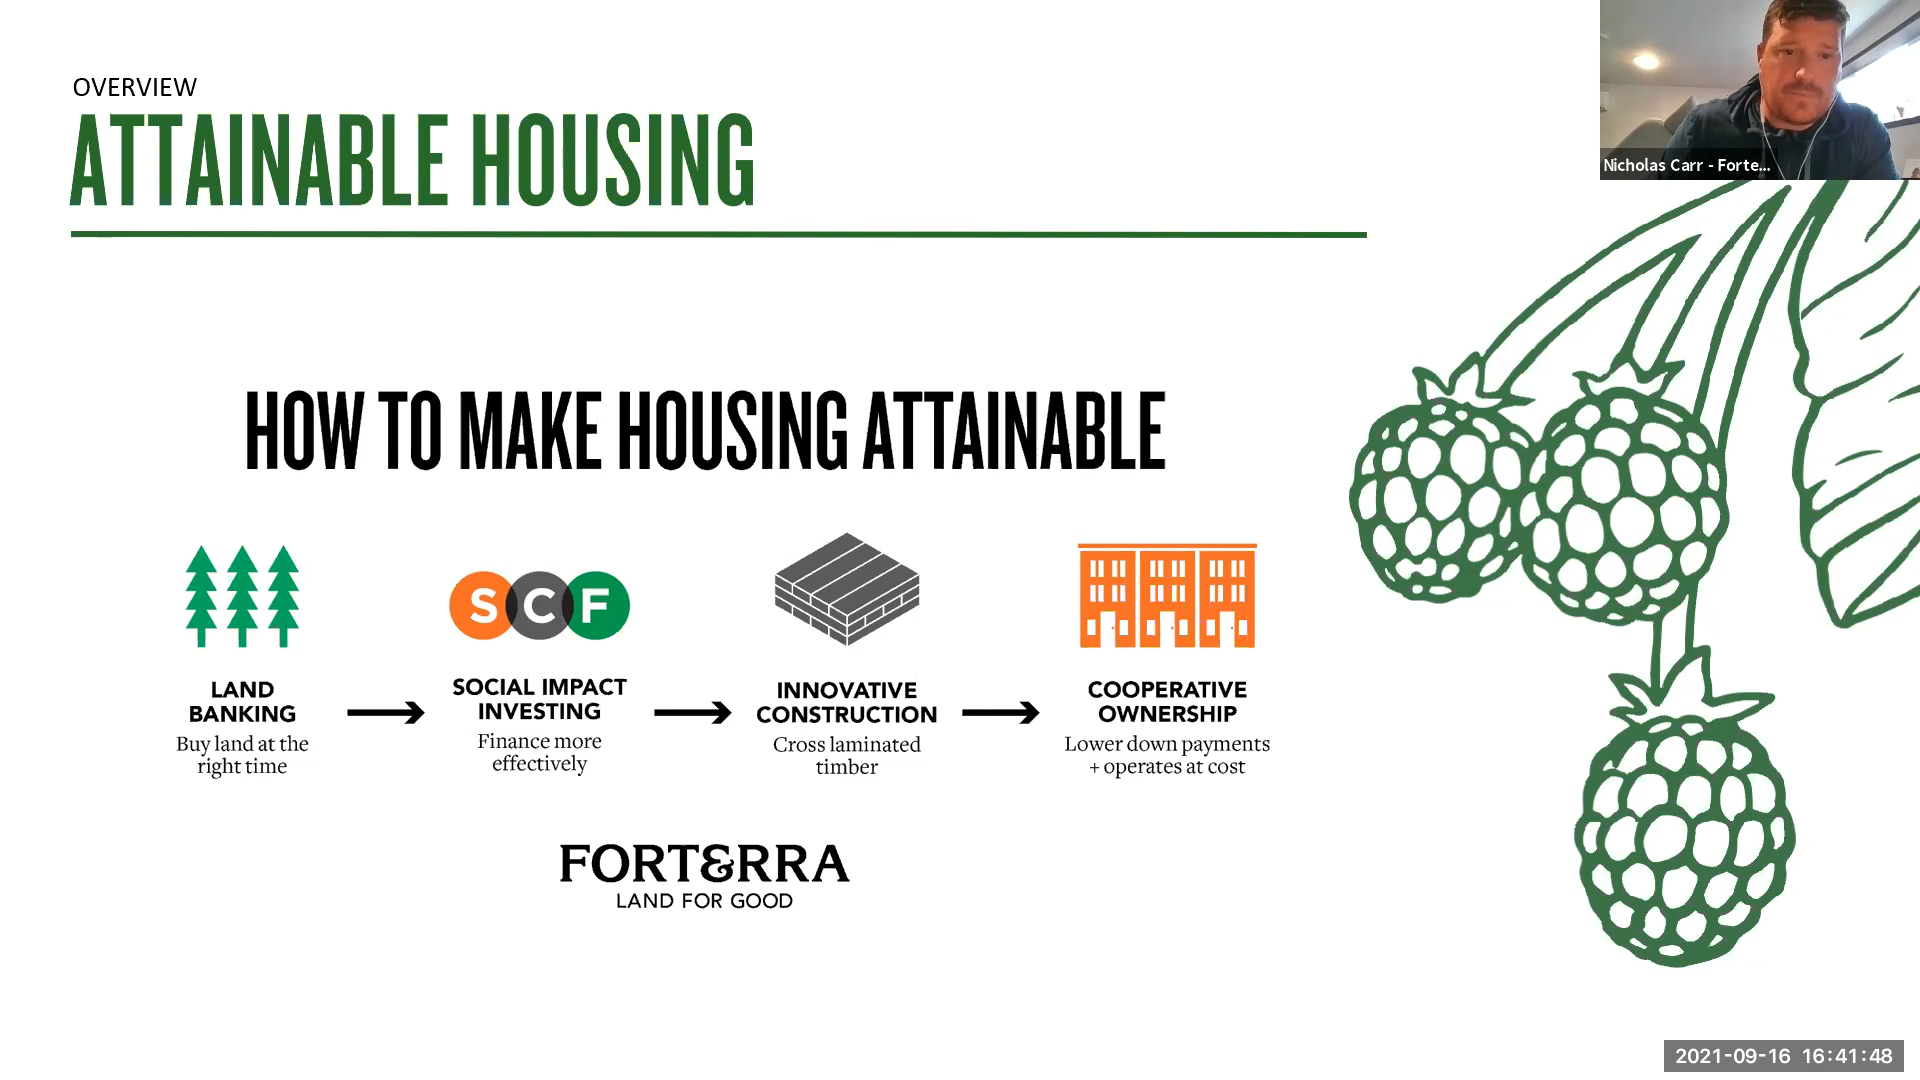 OVERVIEW
ATTAINABLE HOUSING
Nicholas Carr - Forte...
HOW TO MAKE HOUSING ATTAINABLE
S C F
LAND
BANKING
Buy land at the
right time
SOCIAL IMPACT
INVESTING
Finance more
effectively
INNOVATIVE
CONSTRUCTION
Cross laminated
timber
COOPERATIVE
OWNERSHIP
Lower down payments
+ operates at cost
FORT&RRA
LAND FOR GOOD
2021-09-16 16:41:48